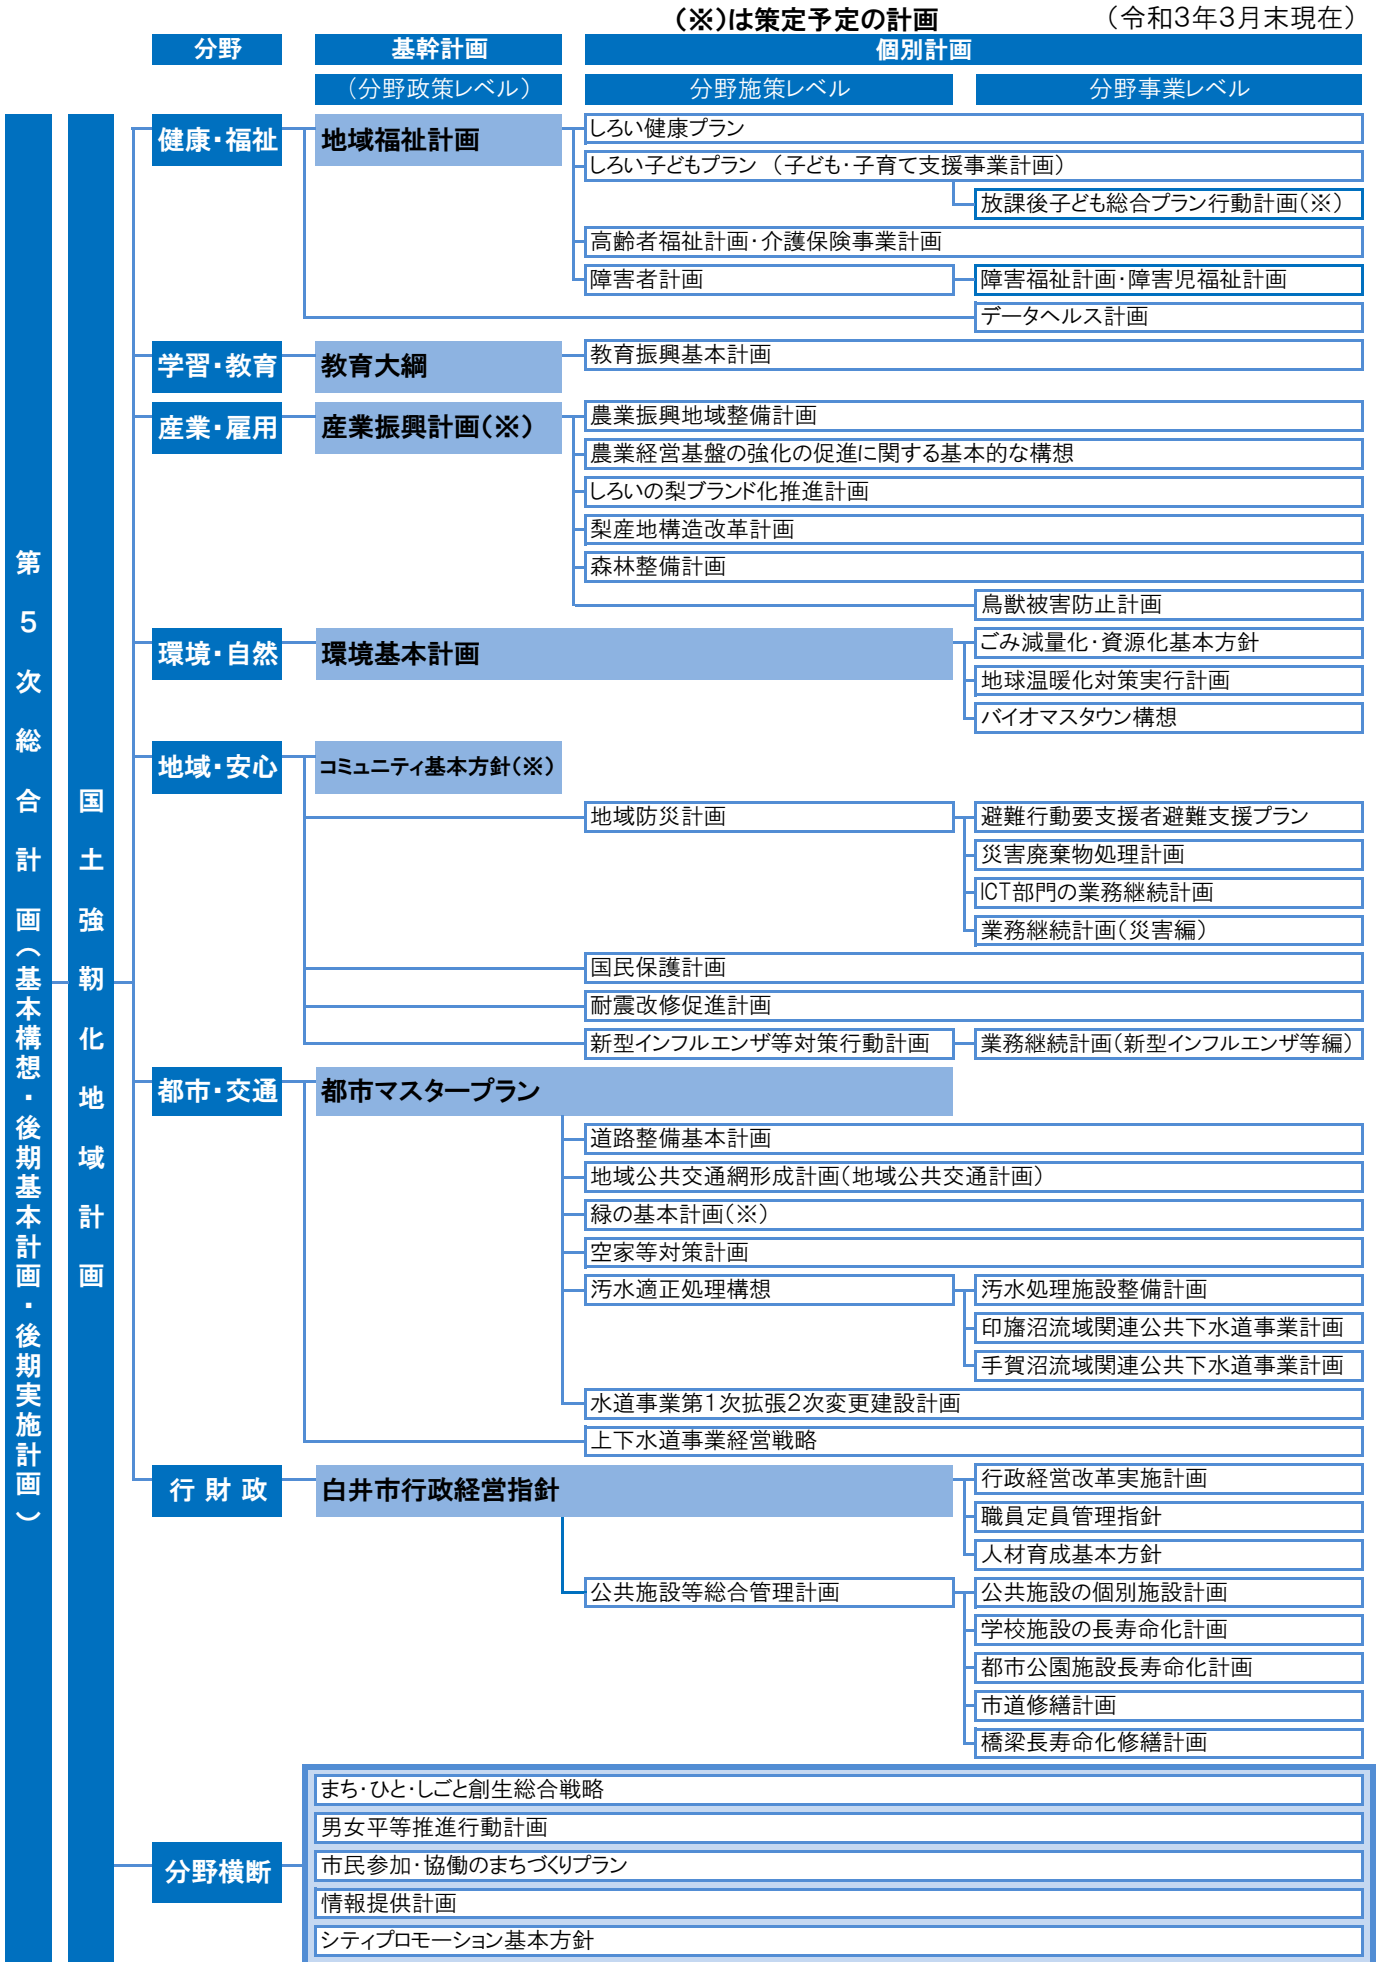 （※）は策定予定の計画
（令和3年3月末現在）
分野
基幹計画
個別計画
（分野政策レベル）
分野施策レベル
分野事業レベル
第5次総合計画（基本構想・後期基本計画・後期実施計画）
国土強靭化地域計画
健康・福祉
地域福祉計画
しろい健康プラン
しろい子どもプラン （子ども・子育て支援事業計画）
放課後子ども総合プラン行動計画（※）
高齢者福祉計画・介護保険事業計画
障害者計画
障害福祉計画・障害児福祉計画
データヘルス計画
学習・教育
教育大綱
教育振興基本計画
産業・雇用
産業振興計画（※）
農業振興地域整備計画
農業経営基盤の強化の促進に関する基本的な構想
しろいの梨ブランド化推進計画
梨産地構造改革計画
森林整備計画
鳥獣被害防止計画
環境・自然
環境基本計画
ごみ減量化・資源化基本方針
地球温暖化対策実行計画
バイオマスタウン構想
地域・安心
コミュニティ基本方針（※）
地域防災計画
避難行動要支援者避難支援プラン
災害廃棄物処理計画
ICT部門の業務継続計画
業務継続計画（災害編）
国民保護計画
耐震改修促進計画
新型インフルエンザ等対策行動計画
業務継続計画（新型インフルエンザ等編）
都市・交通
都市マスタープラン
道路整備基本計画
地域公共交通網形成計画（地域公共交通計画）
緑の基本計画（※）
空家等対策計画
汚水適正処理構想
汚水処理施設整備計画
印旛沼流域関連公共下水道事業計画
手賀沼流域関連公共下水道事業計画
水道事業第1次拡張2次変更建設計画
上下水道事業経営戦略
行財政
白井市行政経営指針
行政経営改革実施計画
職員定員管理指針
人材育成基本方針
公共施設等総合管理計画
公共施設の個別施設計画
学校施設の長寿命化計画
都市公園施設長寿命化計画
市道修繕計画
橋梁長寿命化修繕計画
分野横断
まち・ひと・しごと創生総合戦略
男女平等推進行動計画
市民参加・協働のまちづくりプラン
情報提供計画
シティプロモーション基本方針